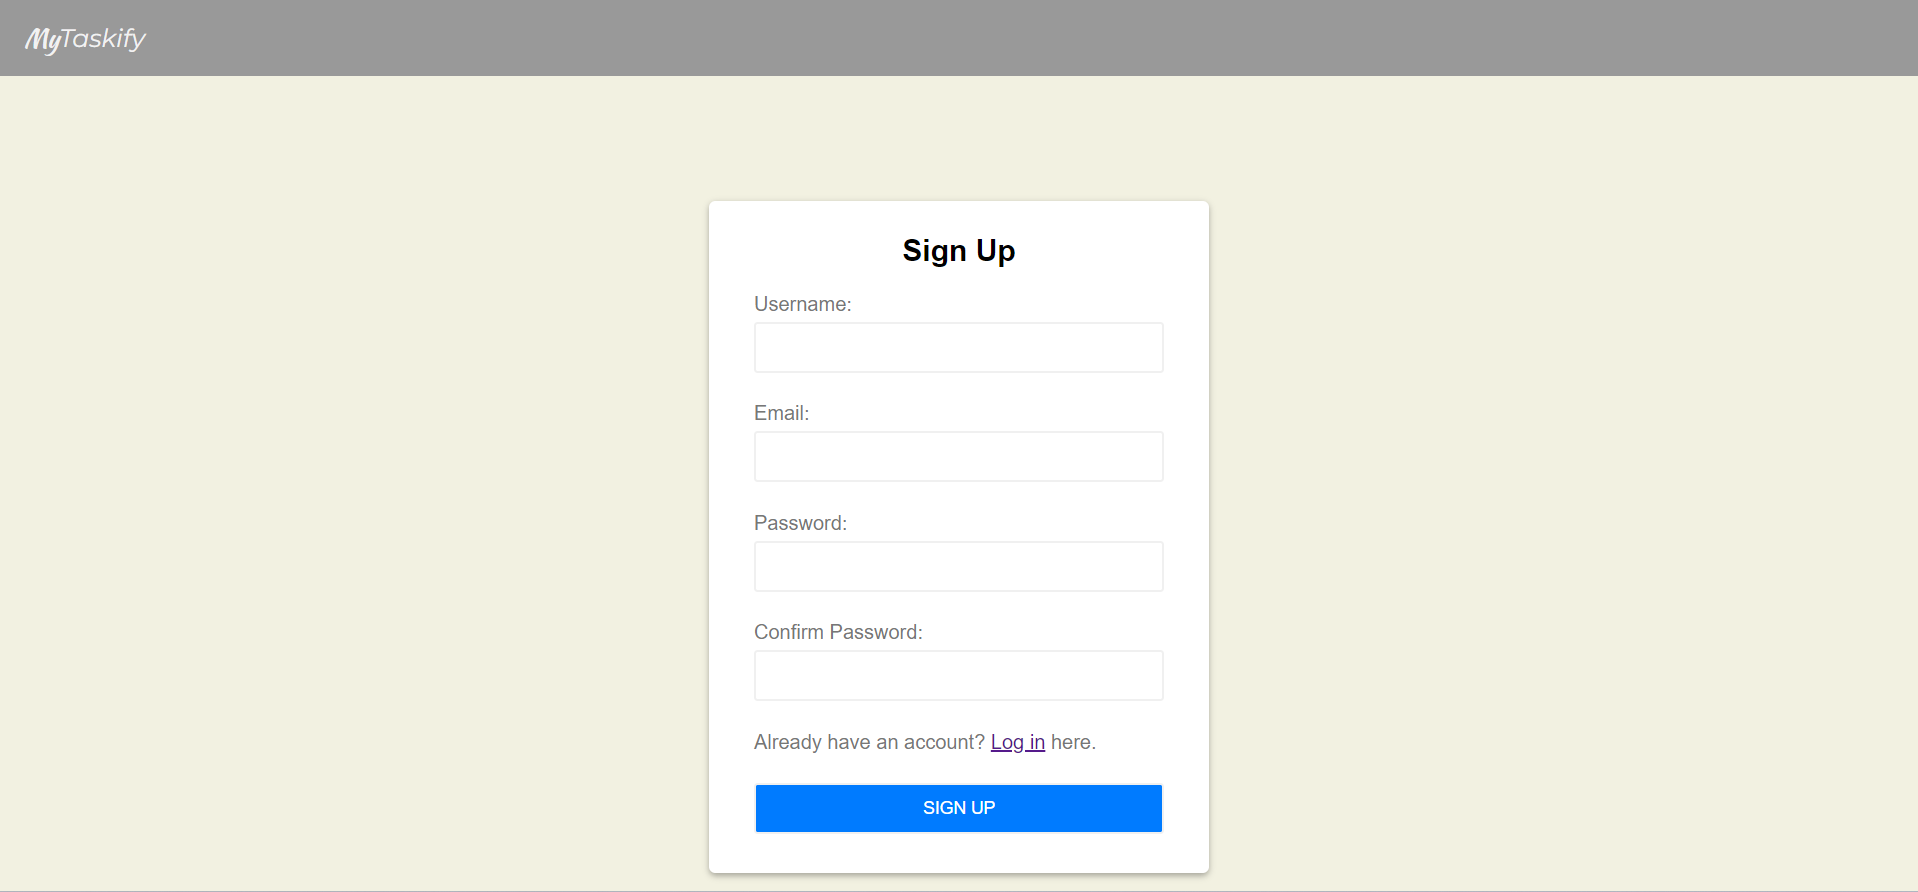 MyTaskify
Sign Up
Username:
Email:
Password:
Confirm Password:
Already have an account? Log in here.
SIGN UP